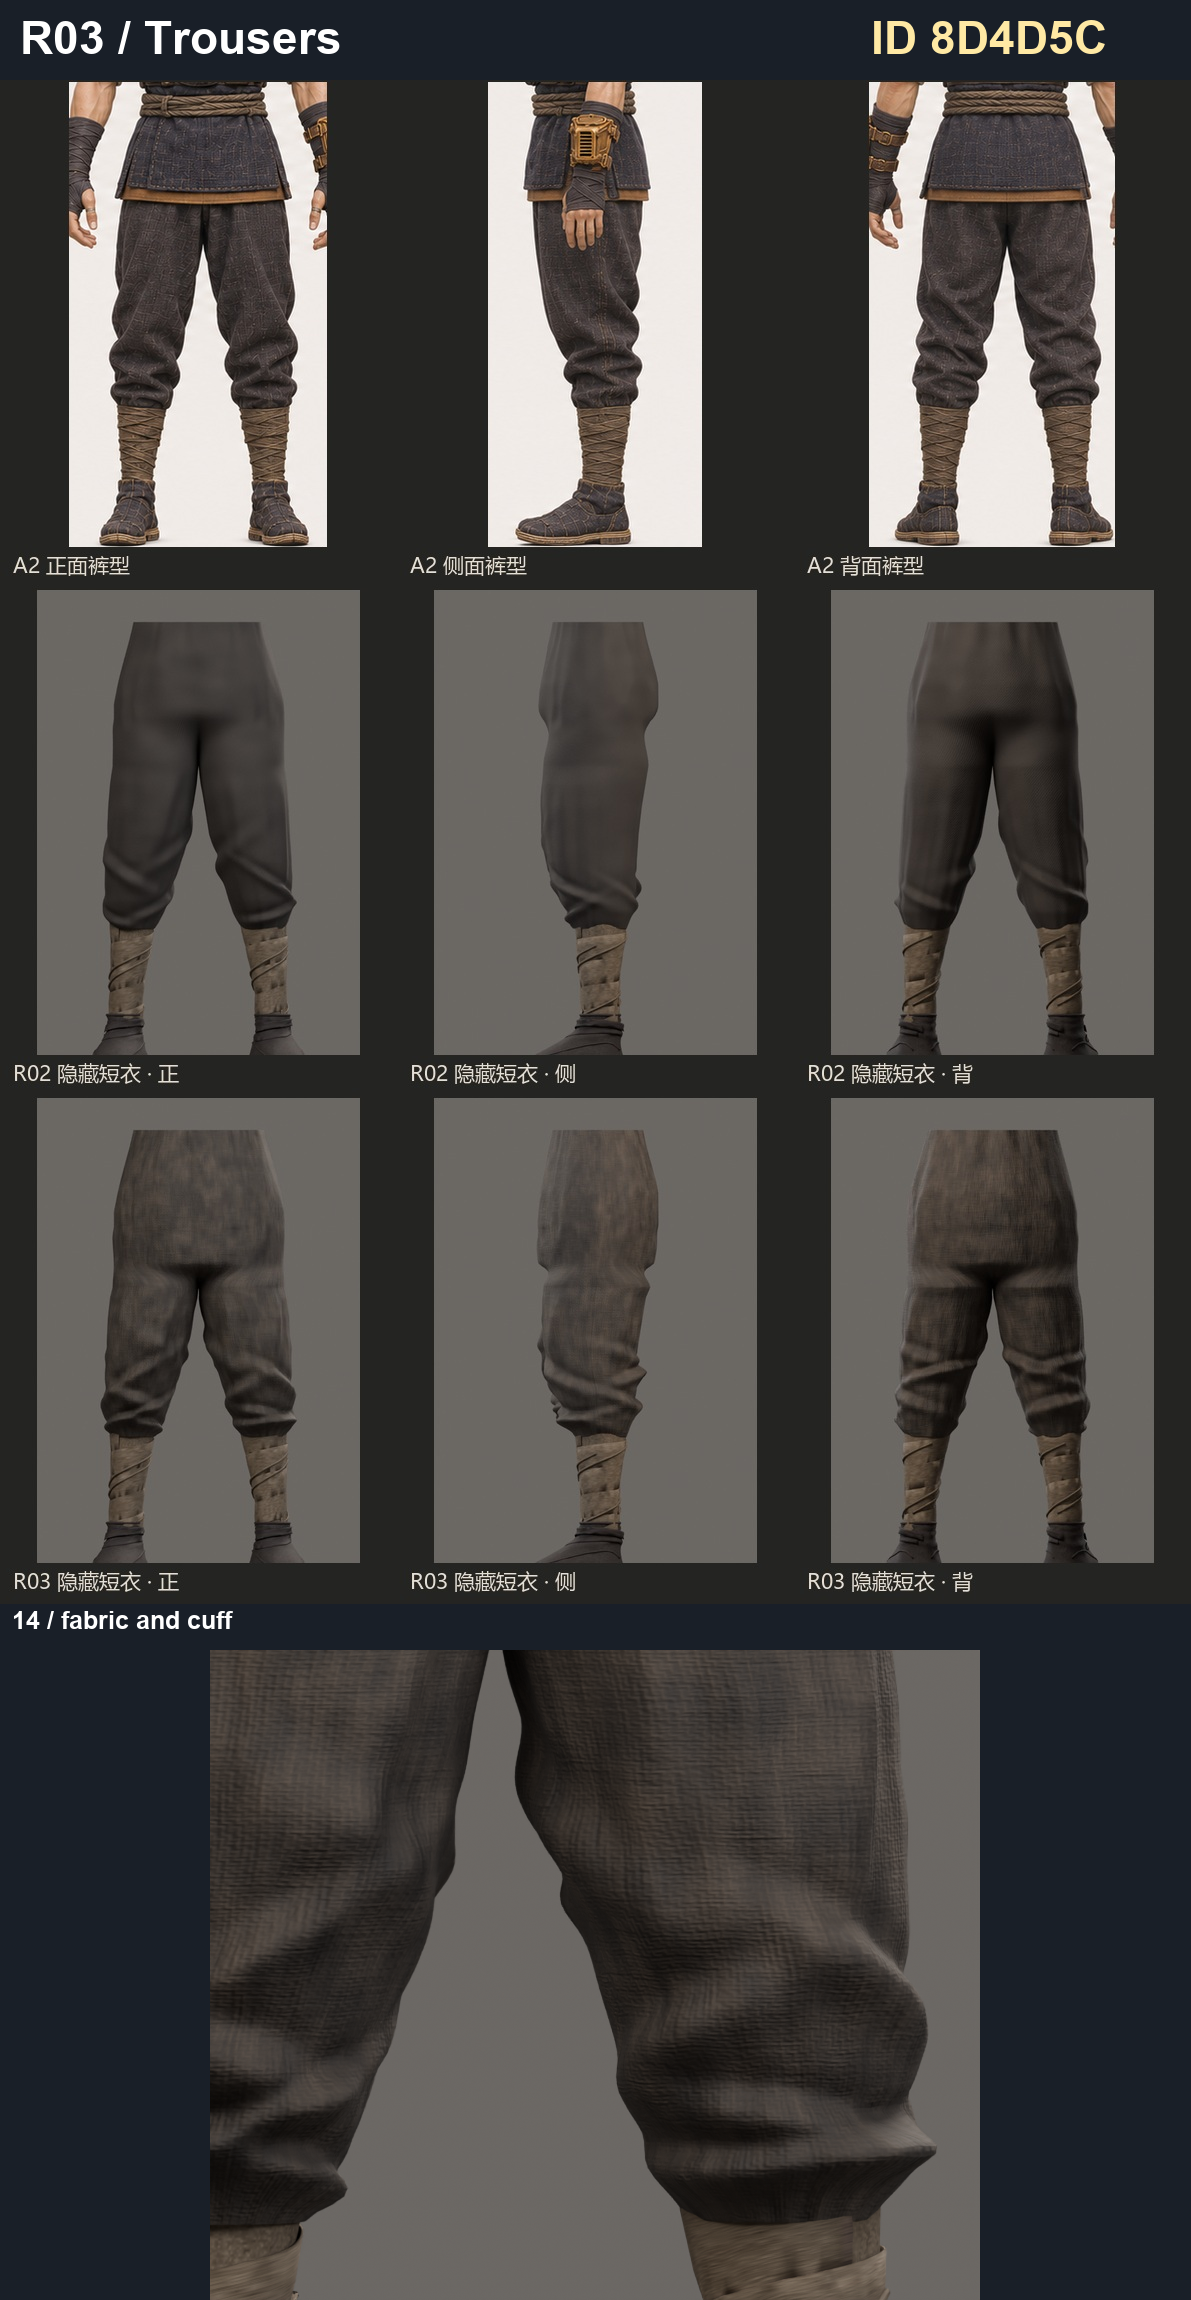 R03 / Trousers
ID 8D4D5C
A2 正面裤型
A2 侧面裤型
A2 背面裤型
R02 隐藏短衣 · 正
R02 隐藏短衣 · 侧
R02 隐藏短衣 · 背
R03 隐藏短衣 · 正
R03 隐藏短衣 · 侧
R03 隐藏短衣 · 背
14 / fabric and cuff